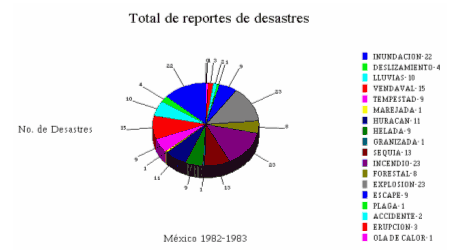 Total de reportes de desastres
22
4
10
15
9
1
11
9
1
13
23
8
23
9
No. de Desastres
INUNDACION-22
DESLIZAMIENTO-4
LLUVIAS-10
VENDAVAL-15
TEMPESTAD-9
MAREJADA-1
HURACAN-11
HELADA-9
GRANIZADA-1
SEQUIA-13
INCENDIO-23
FORESTAL-8
EXPLOSION-23
ESCAPE-9
PLAGA-1
ACCIDENTE-2
ERUPCION-3
OLA DE CALOR-1
México 1982-1983